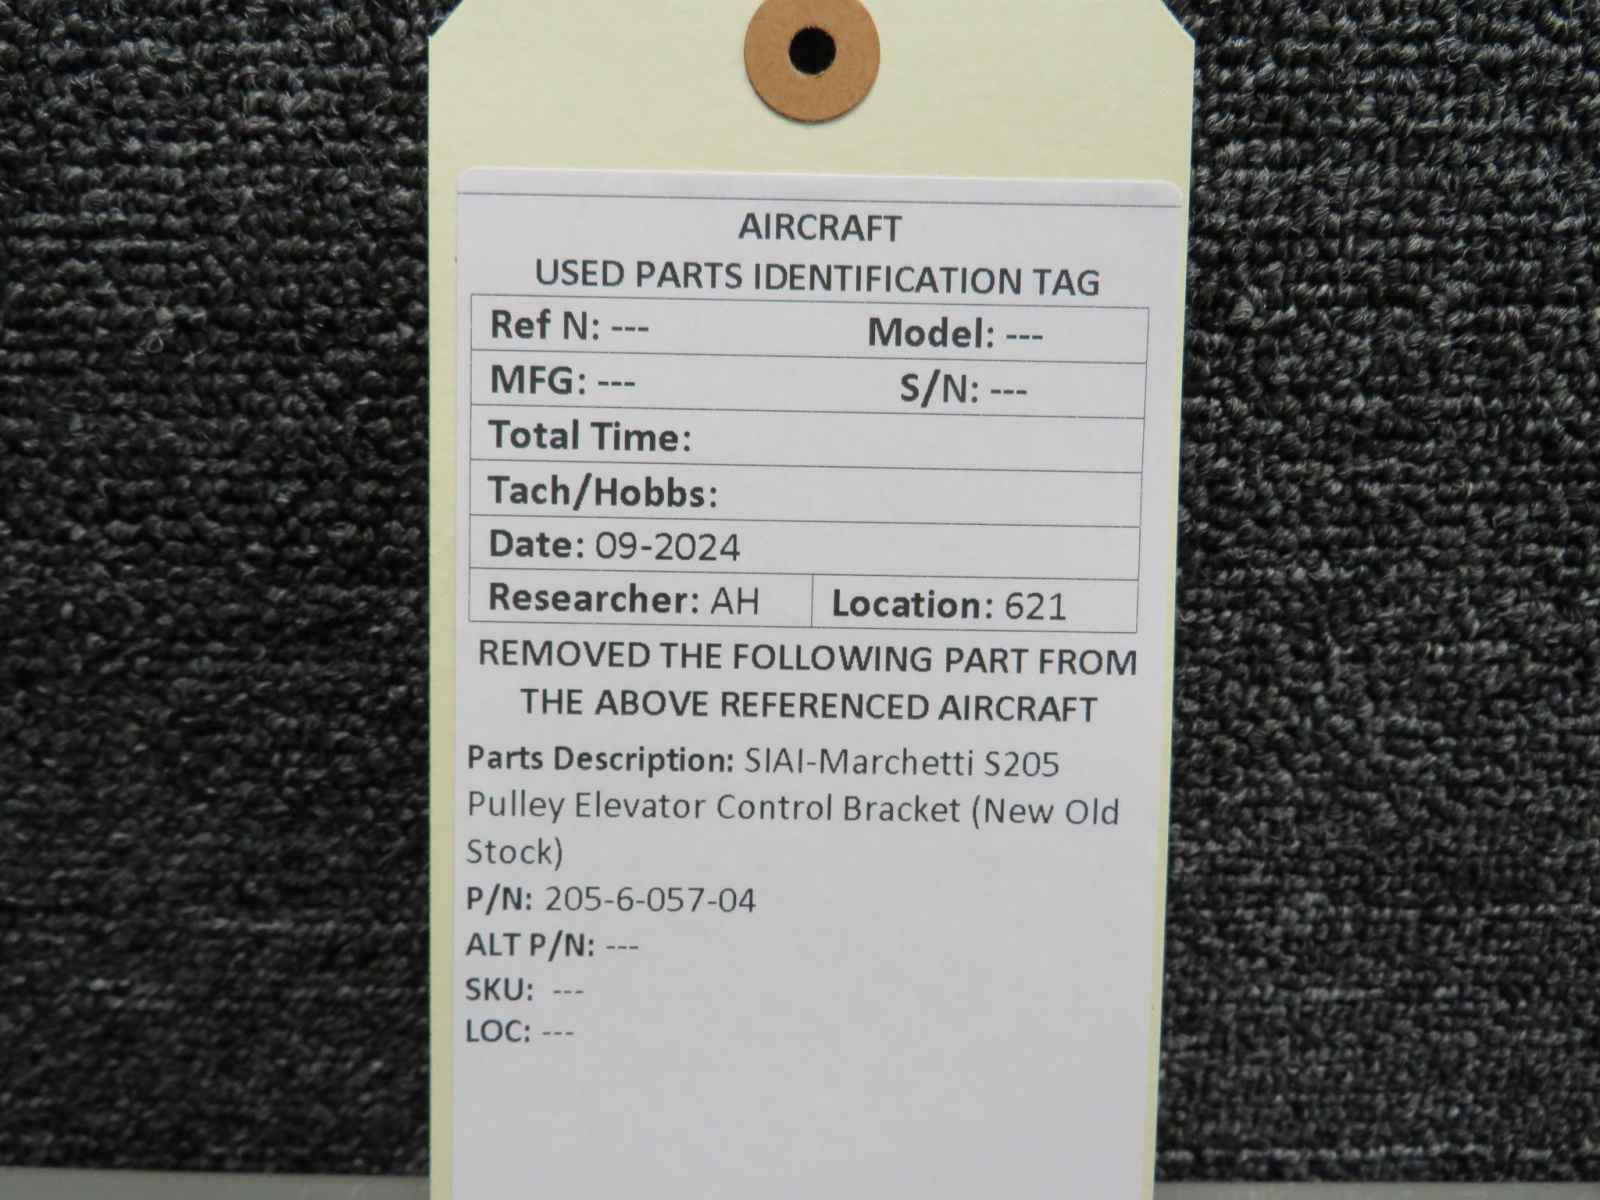 AIRCRAFT
USED PARTS IDENTIFICATION TAG
Ref N: --- Model: ---
MFG: --- S/N: ---
Total Time:
Tach/Hobbs:
Date: 09-2024
Researcher: AH Location: 621
REMOVED THE FOLLOWING PART FROM
THE ABOVE REFERENCED AIRCRAFT
Parts Description: SIAI-Marchetti S205
Pulley Elevator Control Bracket (New Old
Stock)
P/N: 205-6-057-04
ALT P/N: ---
SKU: ---
LOC: ---